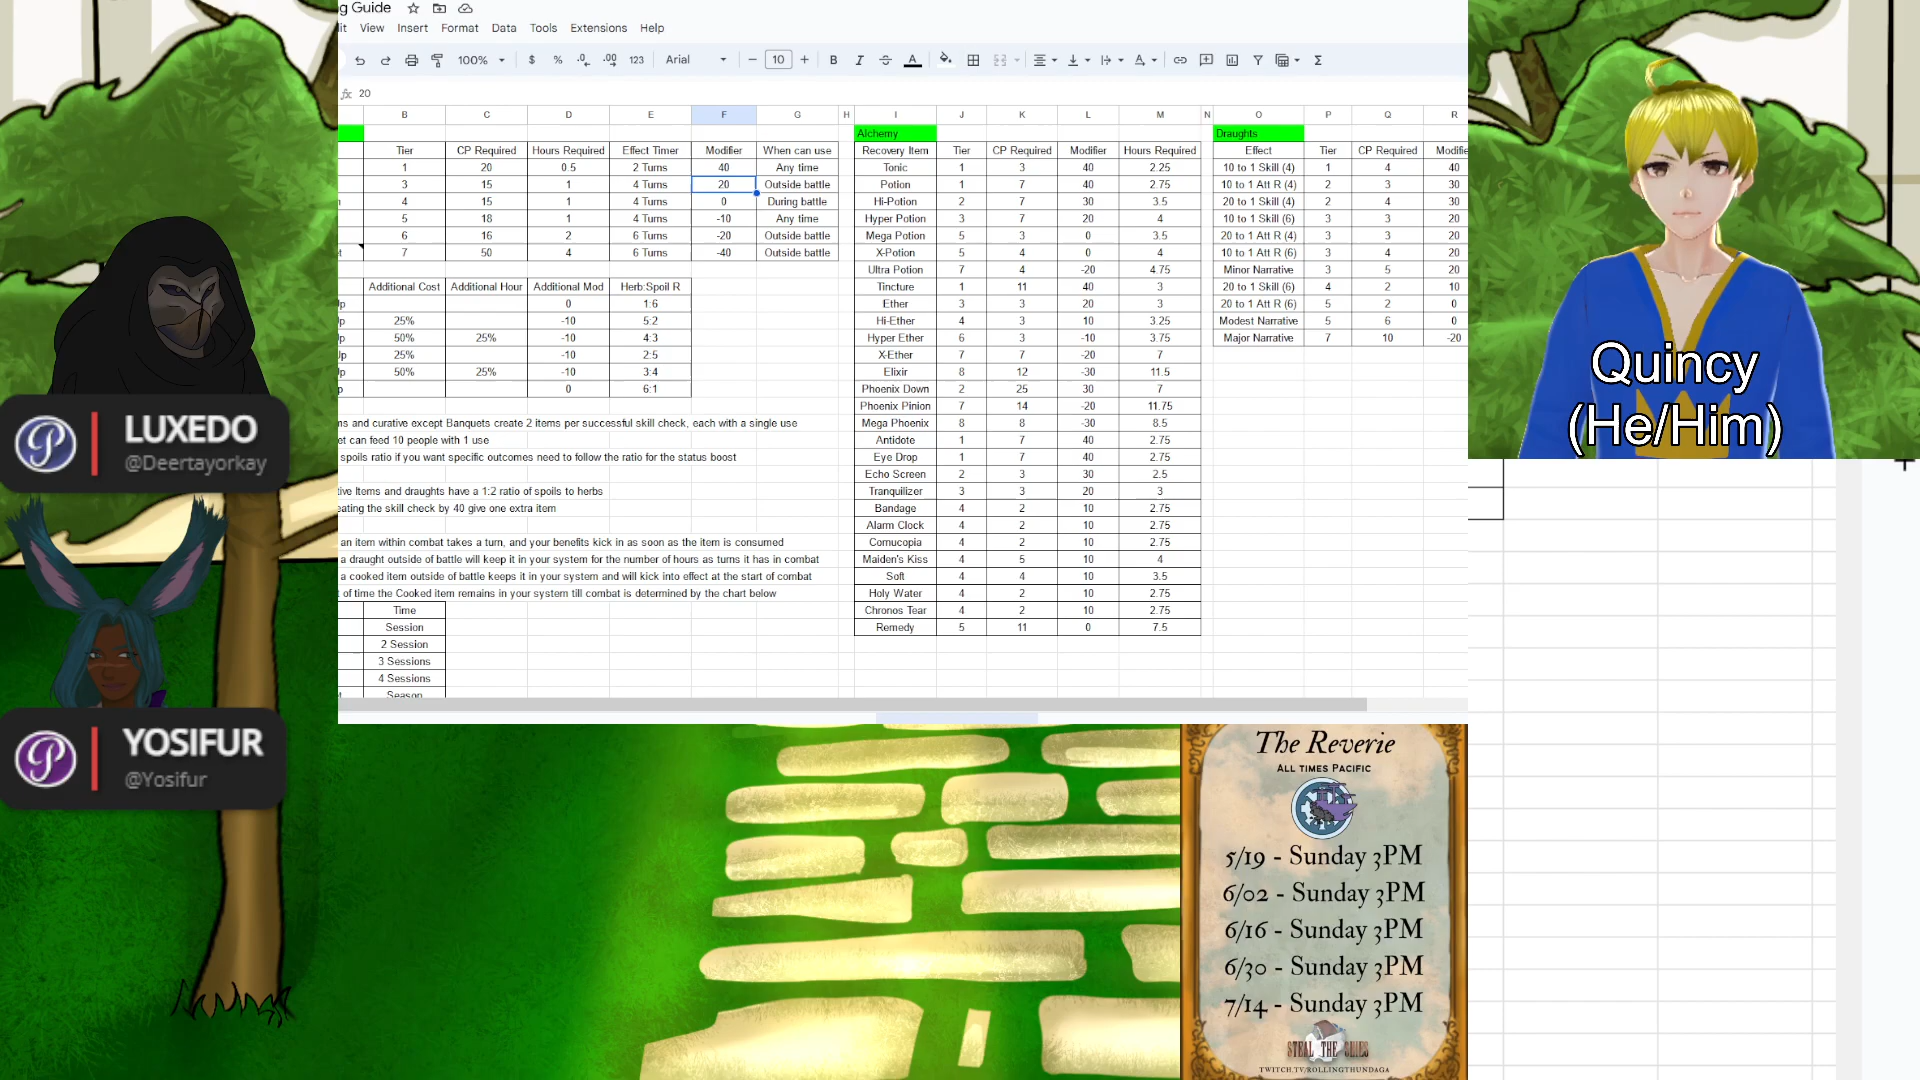 g Guide
it View Insert Format Data Tools Extensions Help
100% $ % .0 .00 123 Arial 10 B I A Σ
fx 20
B C D E F G H I J K L M N O P Q R
Alchemy Draughts
Tier CP Required Hours Required Effect Timer Modifier When can use Recovery Item Tier CP Required Modifier Hours Required Effect Tier CP Required Modifie
1 20 0.5 2 Turns 40 Any time Tonic 1 3 40 2.25 10 to 1 Skill (4) 1 4 40
3 15 1 4 Turns 20 Outside battle Potion 1 7 40 2.75 10 to 1 Att R (4) 2 3 30
4 15 1 4 Turns 0 During battle Hi-Potion 2 7 30 3.5 20 to 1 Skill (4) 2 4 30
5 18 1 4 Turns -10 Any time Hyper Potion 3 7 20 4 10 to 1 Skill (6) 3 3 20
6 16 2 6 Turns -20 Outside battle Mega Potion 5 3 0 3.5 20 to 1 Att R (4) 3 3 20
7 50 4 6 Turns -40 Outside battle X-Potion 5 4 0 4 10 to 1 Att R (6) 3 4 20
Ultra Potion 7 4 -20 4.75 Minor Narrative 3 5 20
Additional Cost Additional Hour Additional Mod Herb:Spoil R Tincture 1 11 40 3 20 to 1 Skill (6) 4 2 10
Up 0 1:6 Ether 3 3 20 3 20 to 1 Att R (6) 5 2 0
Up 25% -10 5:2 Hi-Ether 4 3 10 3.25 Modest Narrative 5 6 0
Up 50% 25% -10 4:3 Hyper Ether 6 3 -10 3.75 Major Narrative 7 10 -20
Up 25% -10 2:5 X-Ether 7 7 -20 7
50% 25% -10 3:4 Elixir 8 12 -30 11.5
p 0 6:1 Phoenix Down 2 25 30 7
Phoenix Pinion 7 14 -20 11.75
ms and curative except Banquets create 2 items per successful skill check, each with a single use Mega Phoenix 8 8 -30 8.5
et can feed 10 people with 1 use Antidote 1 7 40 2.75
spoils ratio if you want specific outcomes need to follow the ratio for the status boost Eye Drop 1 7 40 2.75
Echo Screen 2 3 30 2.5
tive Items and draughts have a 1:2 ratio of spoils to herbs Tranquilizer 3 3 20 3
eating the skill check by 40 give one extra item Bandage 4 2 10 2.75
Alarm Clock 4 2 10 2.75
an item within combat takes a turn, and your benefits kick in as soon as the item is consumed Cornucopia 4 2 10 2.75
a draught outside of battle will keep it in your system for the number of hours as turns it has in combat Maiden's Kiss 4 5 10 4
a cooked item outside of battle keeps it in your system and will kick into effect at the start of combat Soft 4 4 10 3.5
t of time the Cooked item remains in your system till combat is determined by the chart below Holy Water 4 2 10 2.75
Time Chronos Tear 4 2 10 2.75
Session Remedy 5 11 0 7.5
2 Session
3 Sessions
4 Sessions
Season
Quincy
(He/Him)
LUXEDO
@Deertayorkay
YOSIFUR
@Yosifur
The Reverie
ALL TIMES PACIFIC
5/19 - Sunday 3PM
6/02 - Sunday 3PM
6/16 - Sunday 3PM
6/30 - Sunday 3PM
7/14 - Sunday 3PM
STEAL THE SKIES
TWITCH.TV/ROLLINGTHUNDAGA